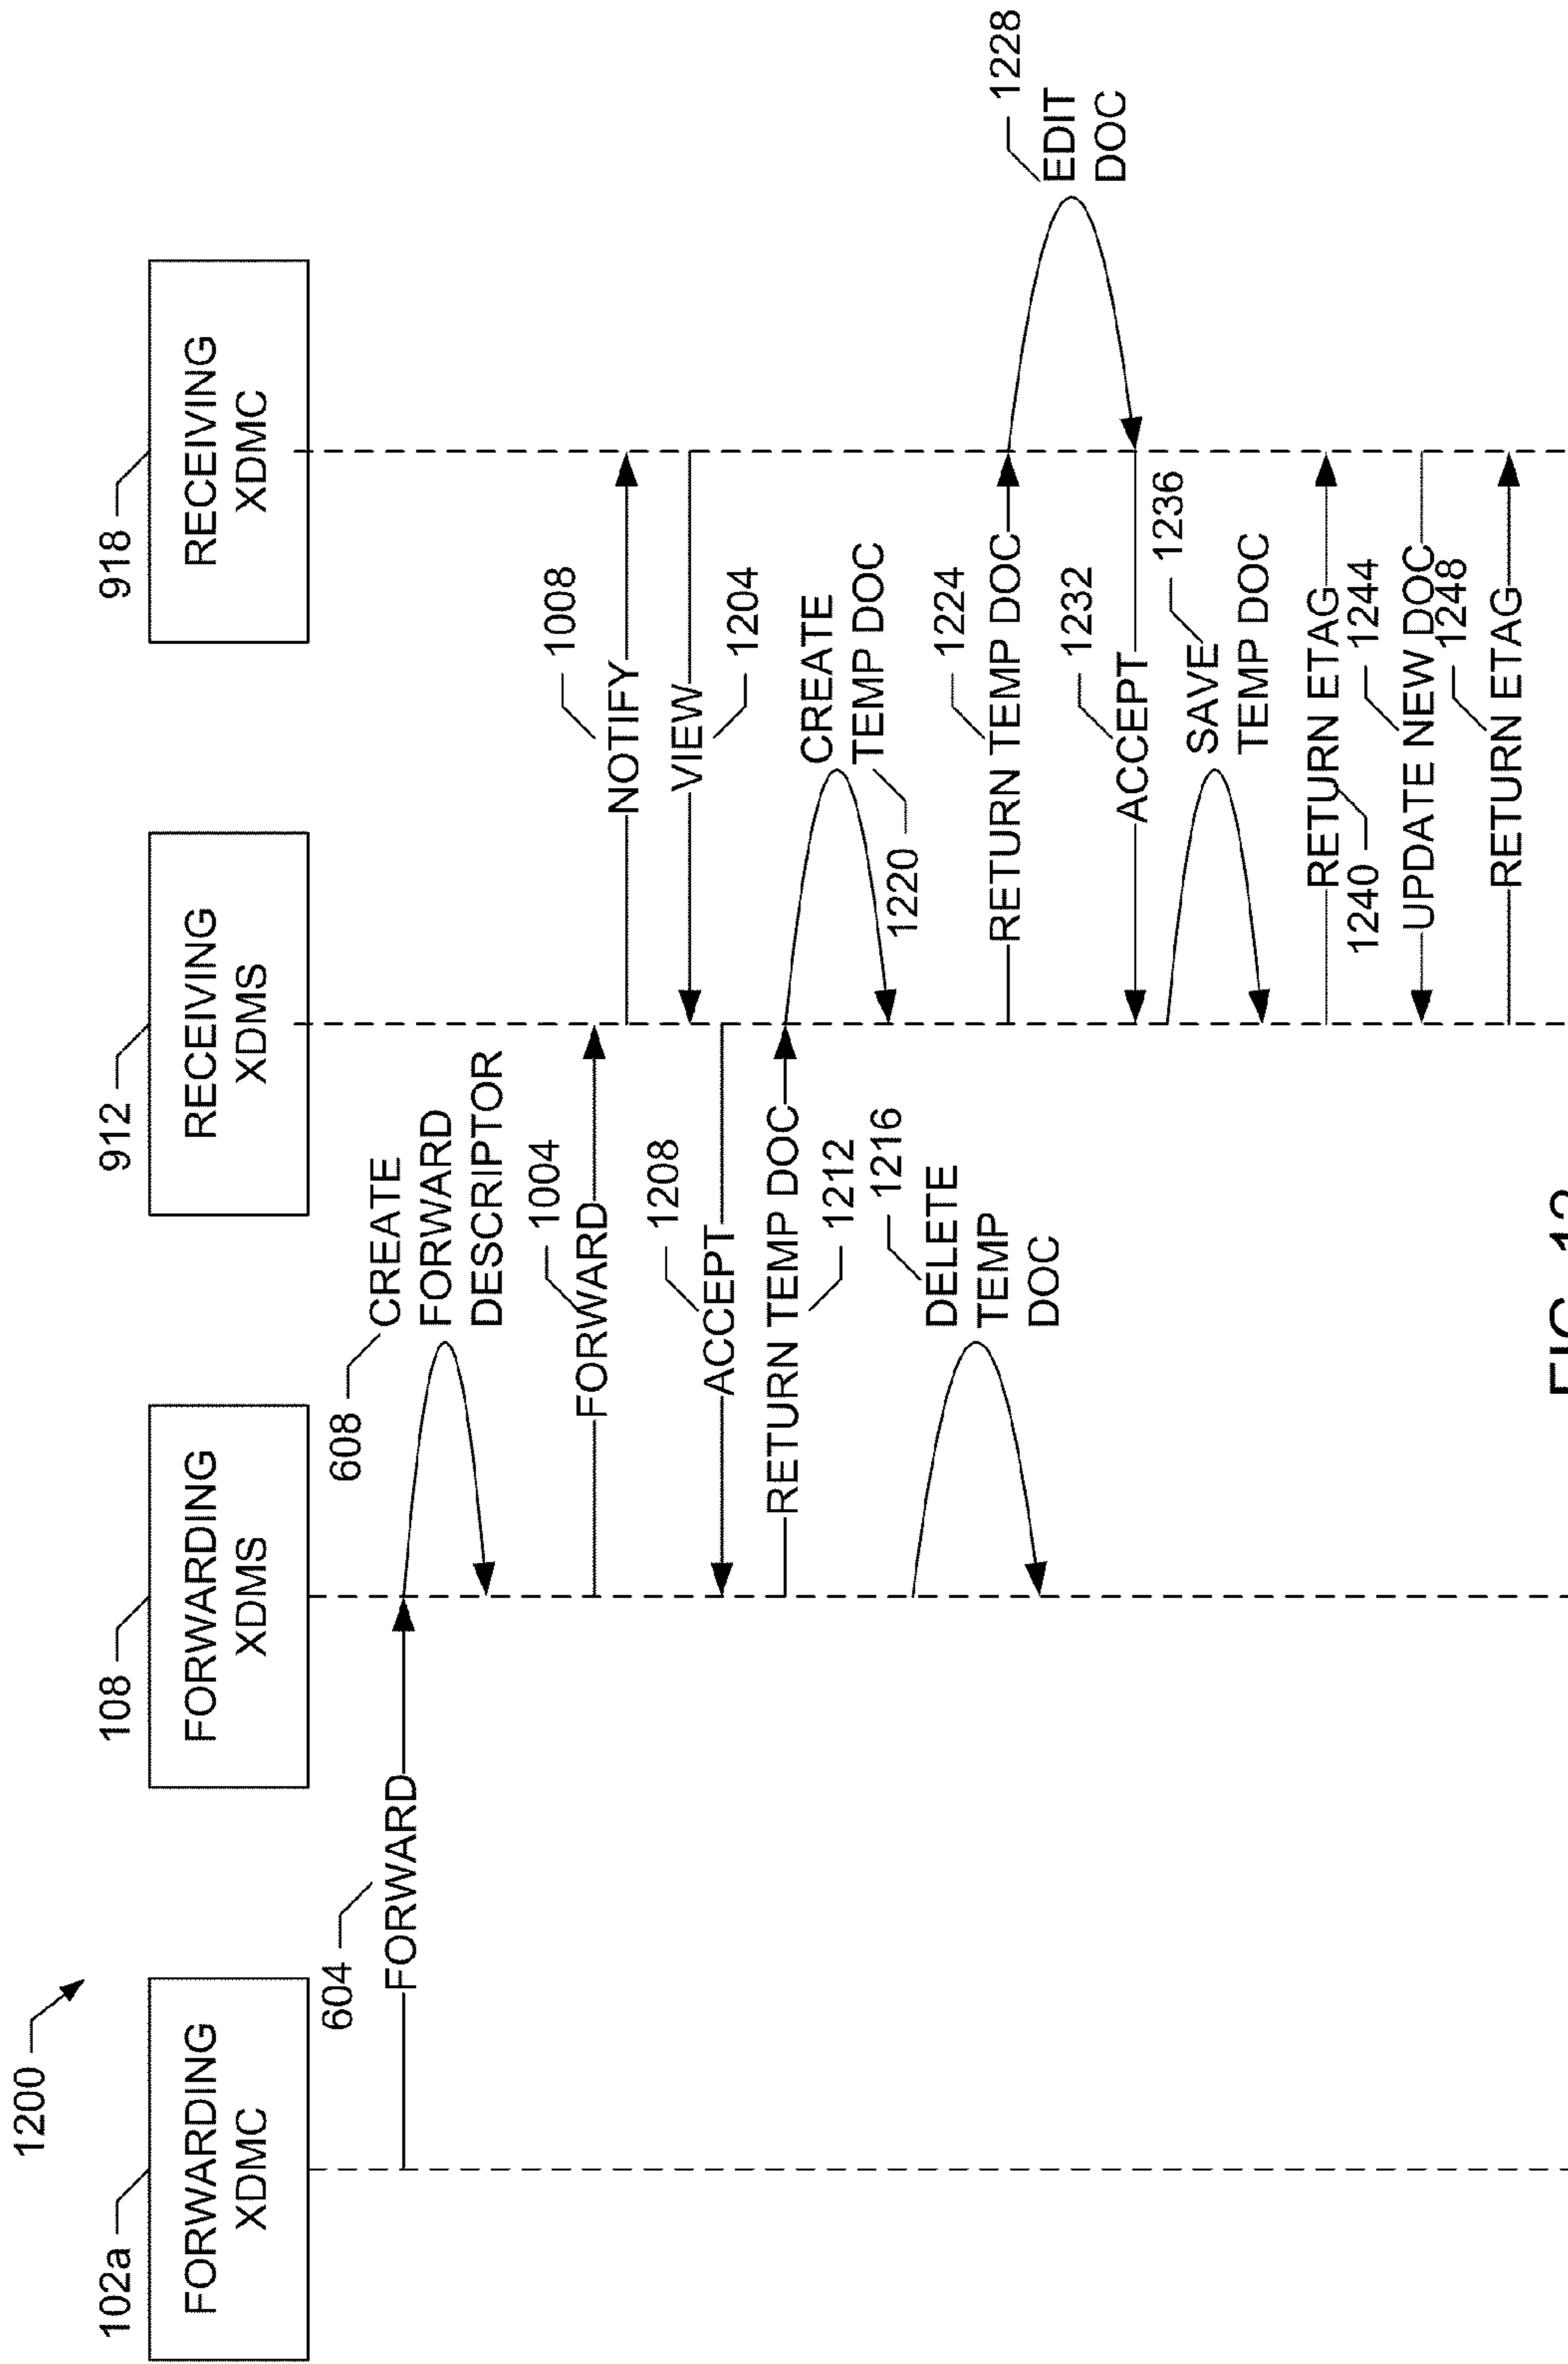 1200
102a
108
912
918
FORWARDING
XDMC
FORWARDING
XDMS
RECEIVING
XDMS
RECEIVING
XDMC
604
FORWARD
608
CREATE
FORWARD
DESCRIPTOR
1004
FORWARD
1008
NOTIFY
VIEW
1204
1208
ACCEPT
RETURN TEMP DOC
1212
CREATE
TEMP DOC
1220
1216
DELETE
TEMP
DOC
1224
RETURN TEMP DOC
1228
EDIT
DOC
1232
ACCEPT
1236
SAVE
TEMP DOC
RETURN ETAG
1240
1244
UPDATE NEW DOC
1248
RETURN ETAG